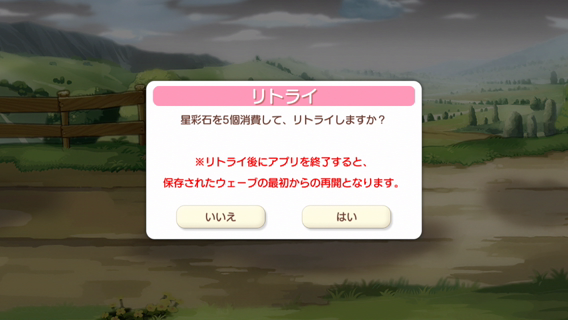 リトライ
星彩石を5個消費して、リトライしますか？
※リトライ後にアプリを終了すると、
保存されたウェーブの最初からの再開となります。
いいえ
はい